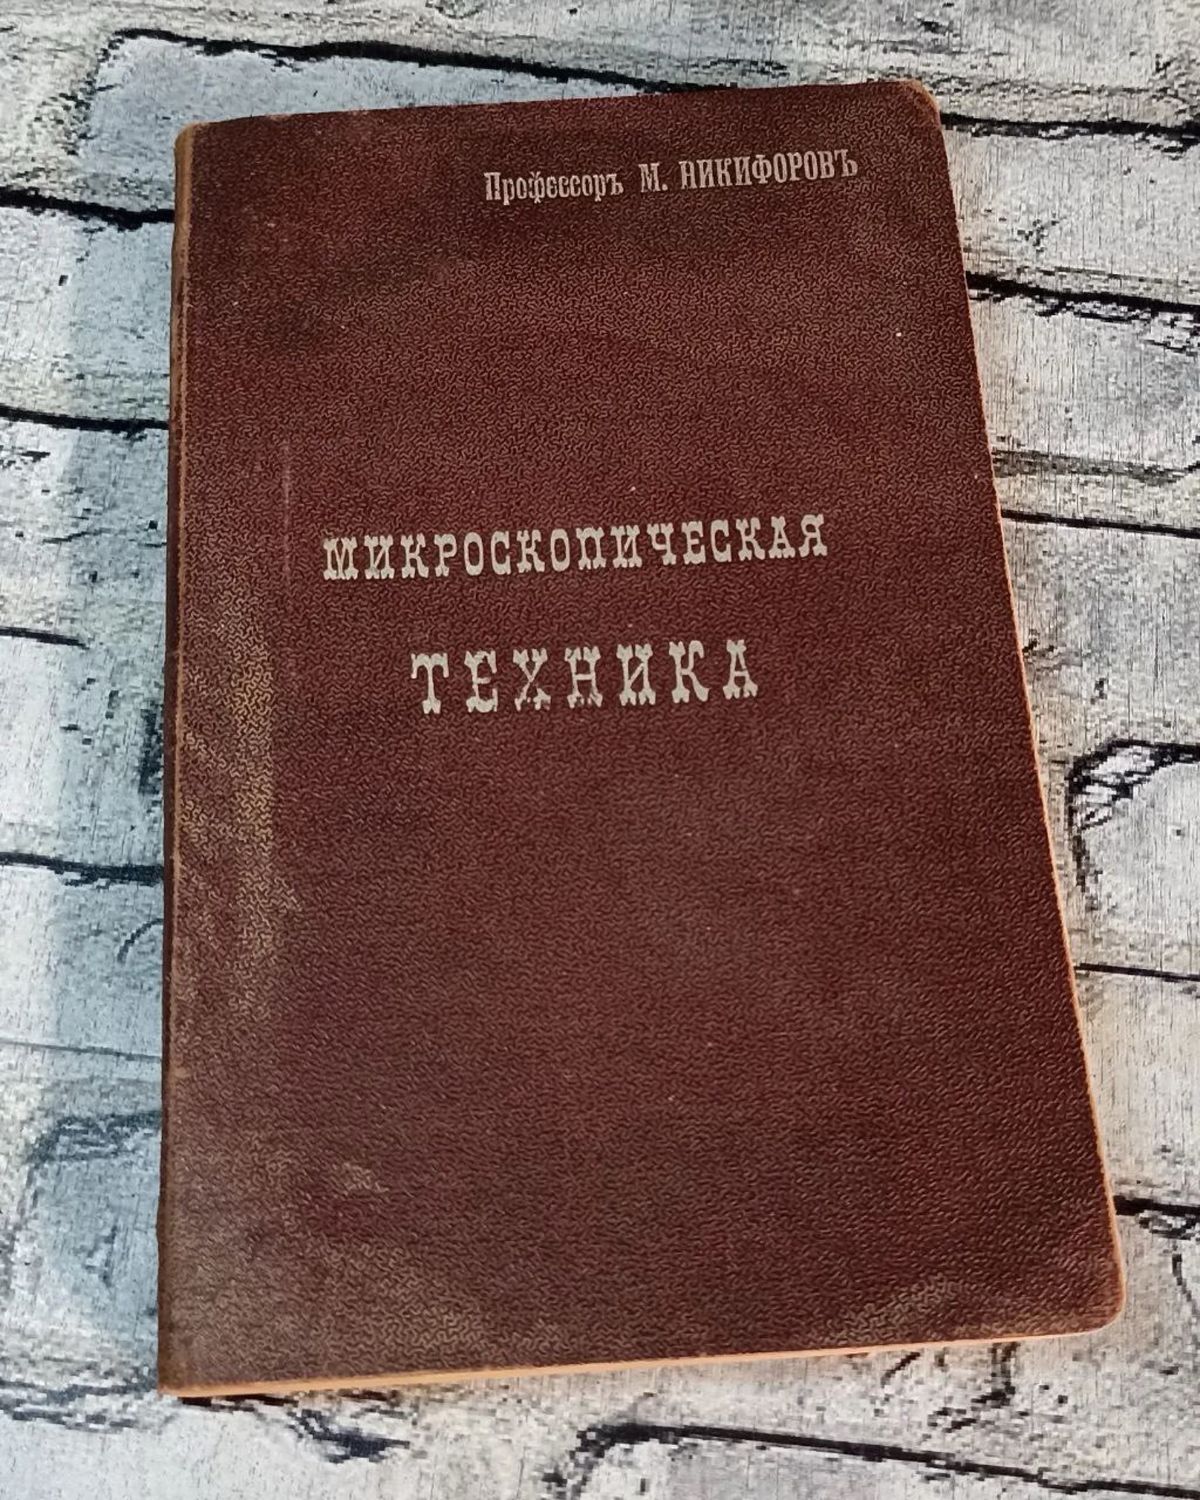 Профессоръ М. НИКИФОРОВЪ
МИКРОСКОПИЧЕСКАЯ
ТЕХНИКА